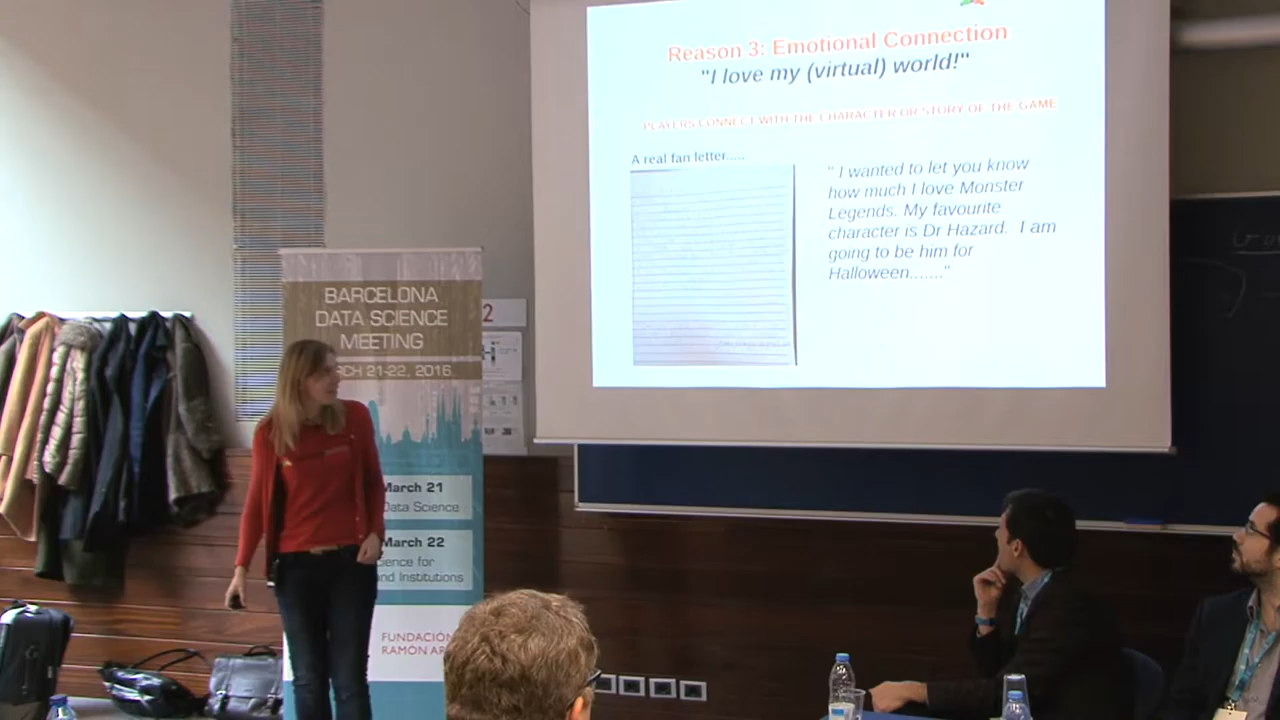 Reason 3: Emotional Connection
"I love my (virtual) world!"
PLAYERS CONNECT WITH THE CHARACTER OR STORY OF THE GAME
A real fan letter.....
" I wanted to let you know
how much I love Monster
Legends. My favourite
character is Dr Hazard. I am
going to be him for
Halloween......."
BARCELONA
DATA SCIENCE
MEETING
RCH 21-22, 2016
2
March 21
Data Science
March 22
ience for
nd Institutions
FUNDACIÓN
RAMÓN AR